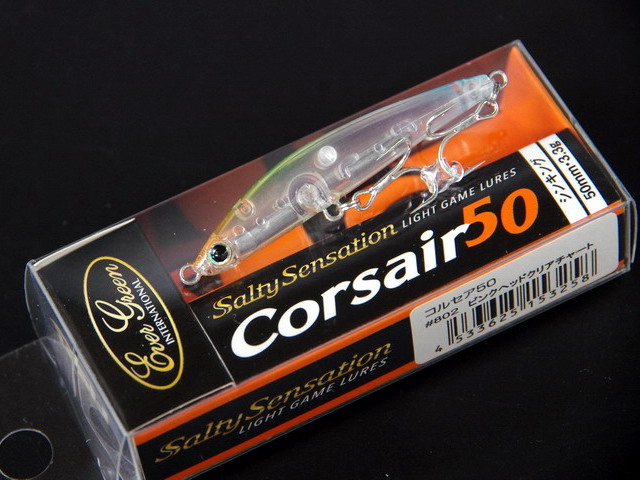 Salty Sensation LIGHT GAME LURES
Corsair50
シンキング
50mm:3.3g
Ever Green
INTERNATIONAL
コルセア50
#802 ピンクヘッドクリアチャート
4 533625 153258
Salty Sensation
LIGHT GAME LURES